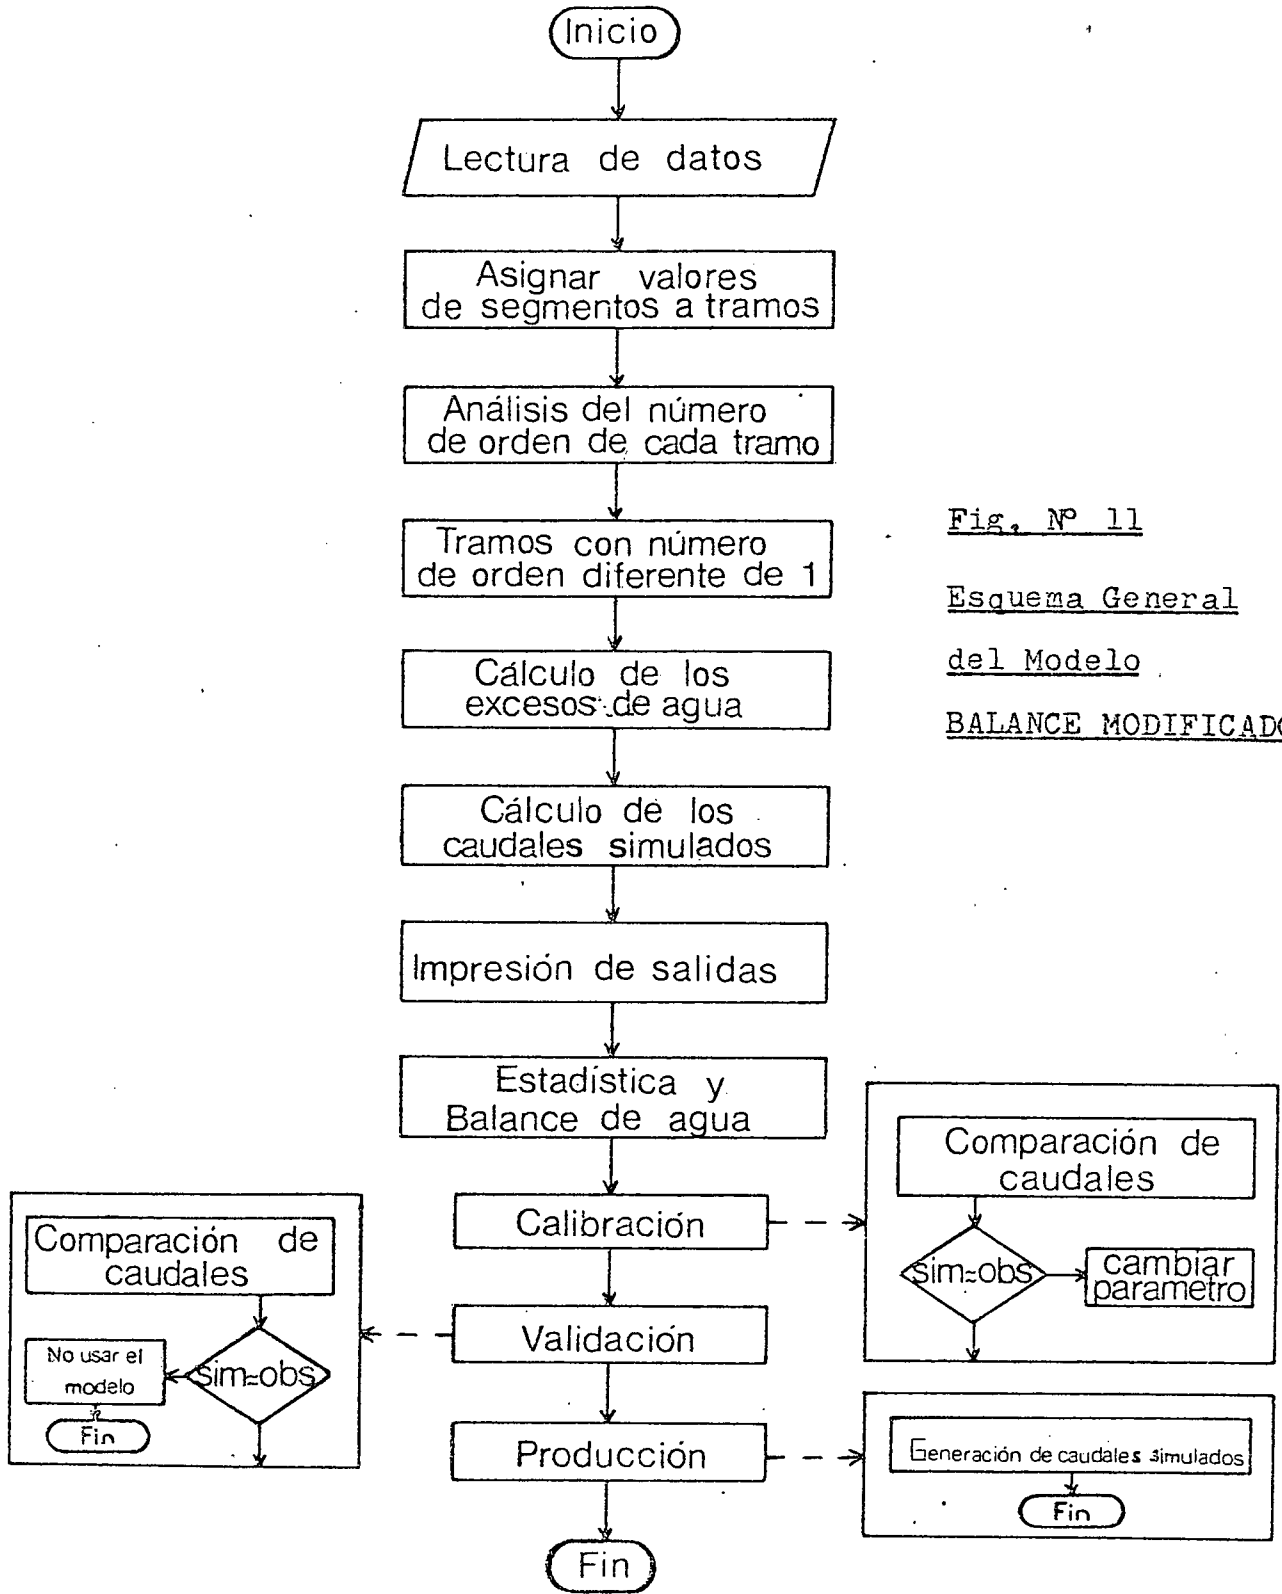 Inicio
Lectura de datos
Asignar valores
de segmentos a tramos
Análisis del número
de orden de cada tramo
Tramos con número
de orden diferente de 1
Fig. Nº 11
Esquema General
del Modelo
BALANCE MODIFICADO
Cálculo de los
excesos de agua
Cálculo de los
caudales simulados
Impresión de salidas
Estadística y
Balance de agua
Calibración
Comparación de
caudales
sim≈obs
cambiar
parametro
Validación
Comparación de
caudales
sim≈obs
No usar el
modelo
Fin
Producción
Generación de caudales simulados
Fin
Fin